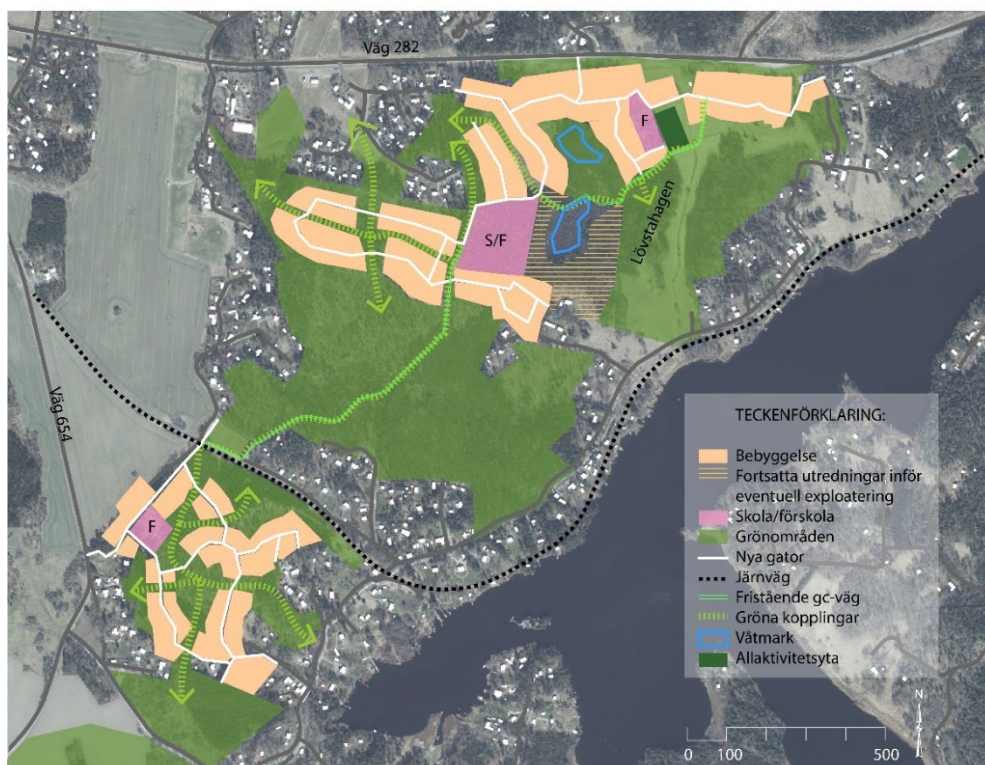 Väg 282
F
S/F
Lövstahagen
Väg 654
F
TECKENFÖRKLARING:
Bebyggelse
Fortsatta utredningar inför
eventuell exploatering
Skola/förskola
Grönområden
Nya gator
Järnväg
Fristående gc-väg
Gröna kopplingar
Våtmark
Allaktivitetsyta
N
0 100 500